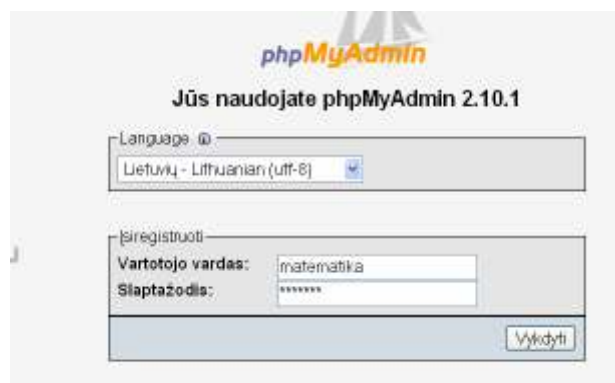 phpMyAdmin
Jūs naudojate phpMyAdmin 2.10.1
Language
Lietuvių - Lithuanian (utf-8)
Įsiregistruoti
Vartotojo vardas: matematika
Slaptažodis: *******
Vykdyti